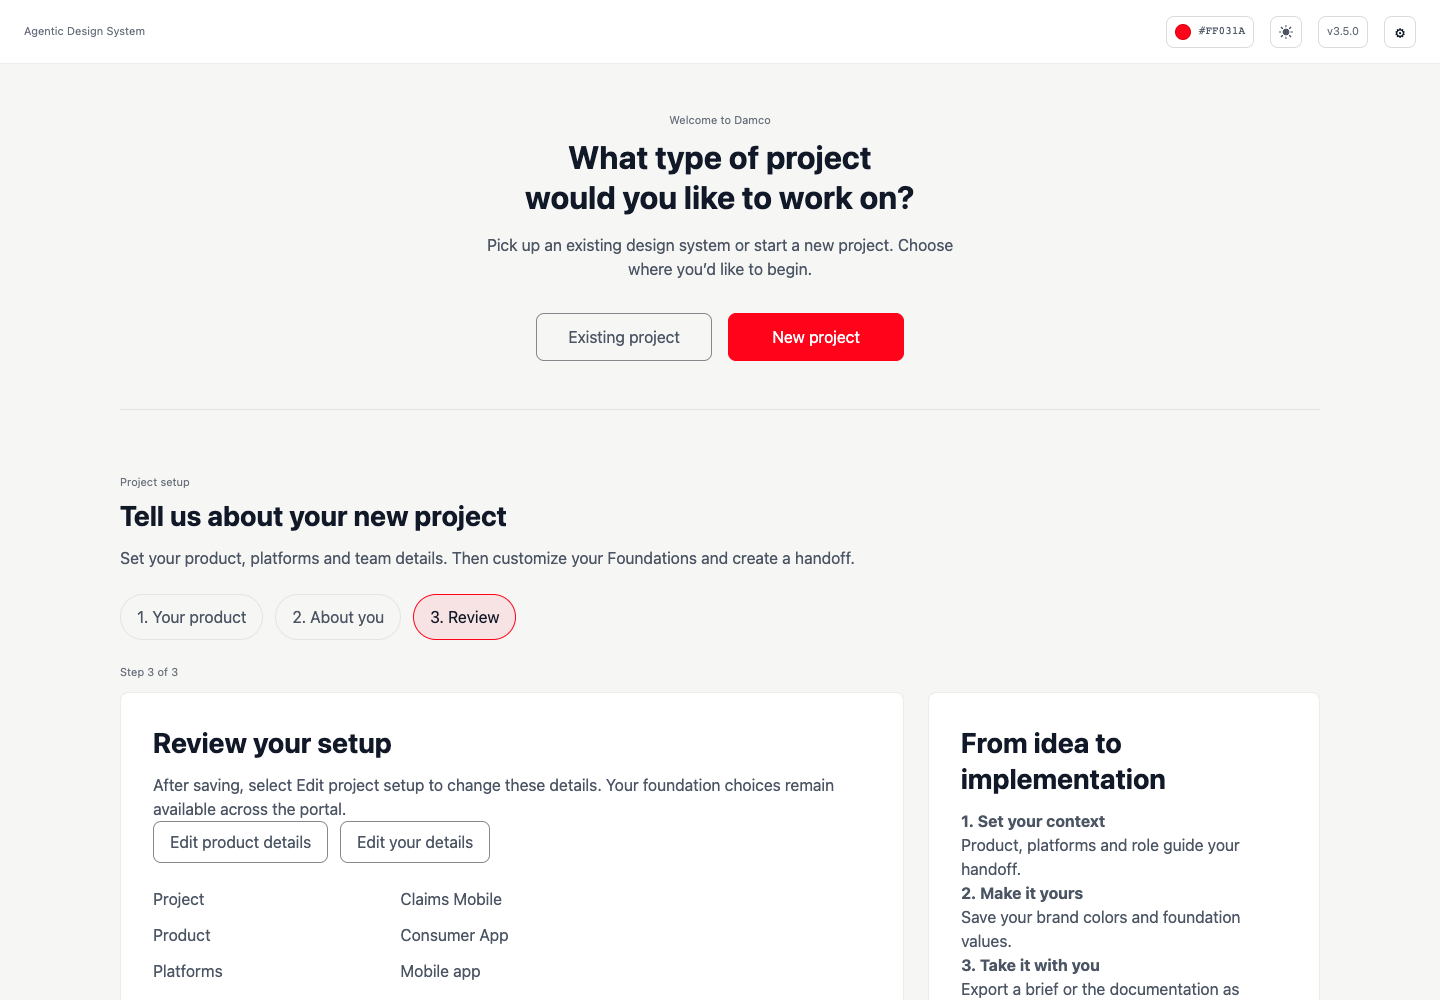 Agentic Design System
#FF031A
v3.5.0
Welcome to Damco
What type of project
would you like to work on?
Pick up an existing design system or start a new project. Choose
where you’d like to begin.
Existing project
New project
Project setup
Tell us about your new project
Set your product, platforms and team details. Then customize your Foundations and create a handoff.
1. Your product
2. About you
3. Review
Step 3 of 3
Review your setup
After saving, select Edit project setup to change these details. Your foundation choices remain
available across the portal.
Edit product details
Edit your details
Project
Claims Mobile
Product
Consumer App
Platforms
Mobile app
From idea to
implementation
1. Set your context
Product, platforms and role guide your
handoff.
2. Make it yours
Save your brand colors and foundation
values.
3. Take it with you
Export a brief or the documentation as